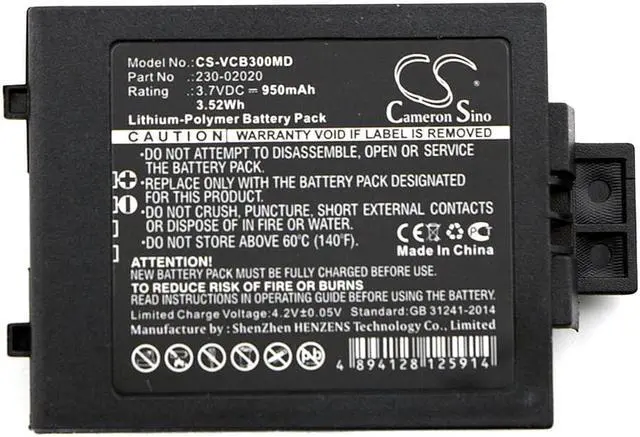 Model No.: CS-VCB300MD
Part No : 230-02020
Rating : 3.7VDC⎓ 950mAh
3.52Wh
Lithium-Polymer Battery Pack
CS
Cameron Sino
CAUTION WARRANTY VOID IF LABEL IS REMOVED
•DO NOT ATTEMPT TO DISASSEMBLE, OPEN OR SERVICE
THE BATTERY PACK.
•REPLACE ONLY WITH THE BATTERY PACK DESIGNATED
FOR THIS PRODUCT.
•DO NOT CRUSH, PUNCTURE, SHORT EXTERNAL CONTACTS
OR DISPOSE OF IN FIRE OR WATER.
•DO NOT STORE ABOVE 60°C (140°F).
+
-
CE PCT
Made In China
ATTENTION!
NEW BATTERY PACK MUST BE FULLY CHARGED BEFORE USE.
TO REDUCE RISK OF FIRE OR BURNS
READ INSTRUCTIONS IN OPERATING BEFORE USING THE BATTERY.
Limited Charge Voltage:4.2V±0.05V Standard:GB 31241-2014
Manufacture by : ShenZhen HENZENS Technology Co., Limited
4 894128 125914